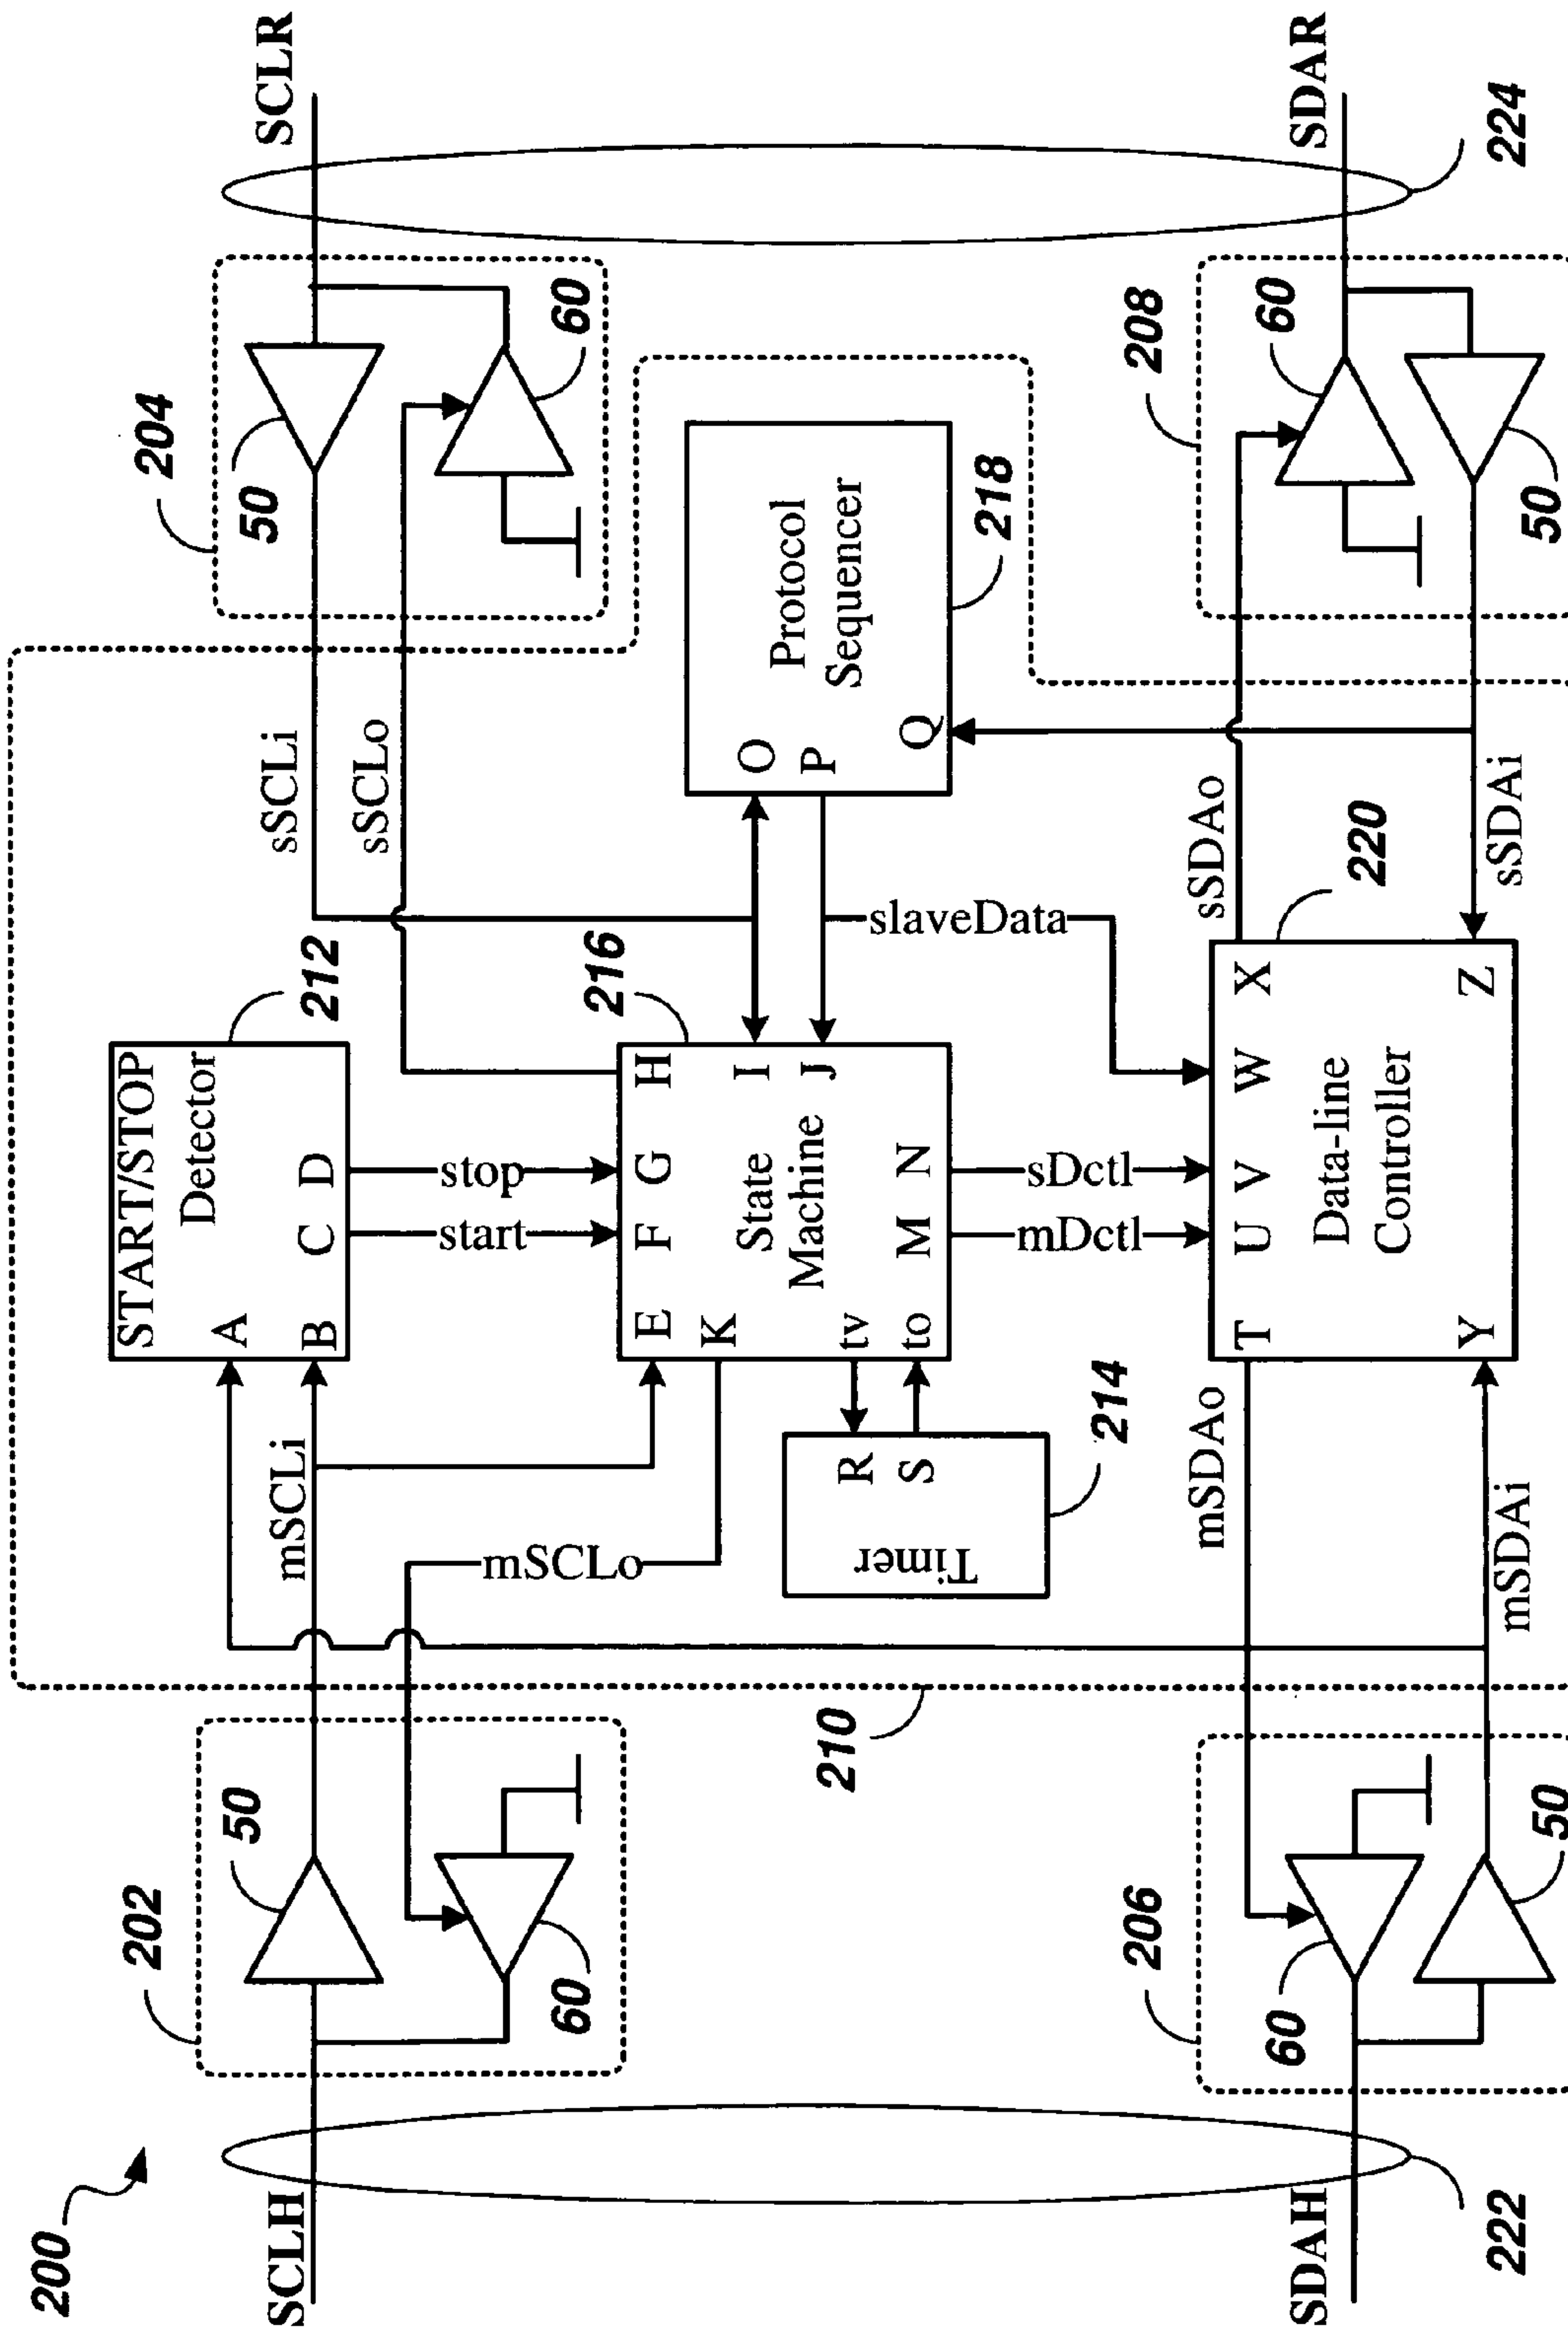 200
SCLH
SCLR
202
50
60
204
50
60
START/STOP
Detector
A
B
C
D
212
mSCLi
sSCLi
sSCLo
mSCLo
start
stop
216
E
F
G
H
K
State
Machine
I
J
tv
to
M
N
Timer
R
S
214
Protocol
Sequencer
O
P
Q
218
slaveData
mDctl
sDctl
210
206
60
50
208
60
50
mSDAo
sSDAo
T
U
V
W
X
Data-line
Controller
Y
Z
220
mSDAi
sSDAi
SDAH
SDAR
222
224